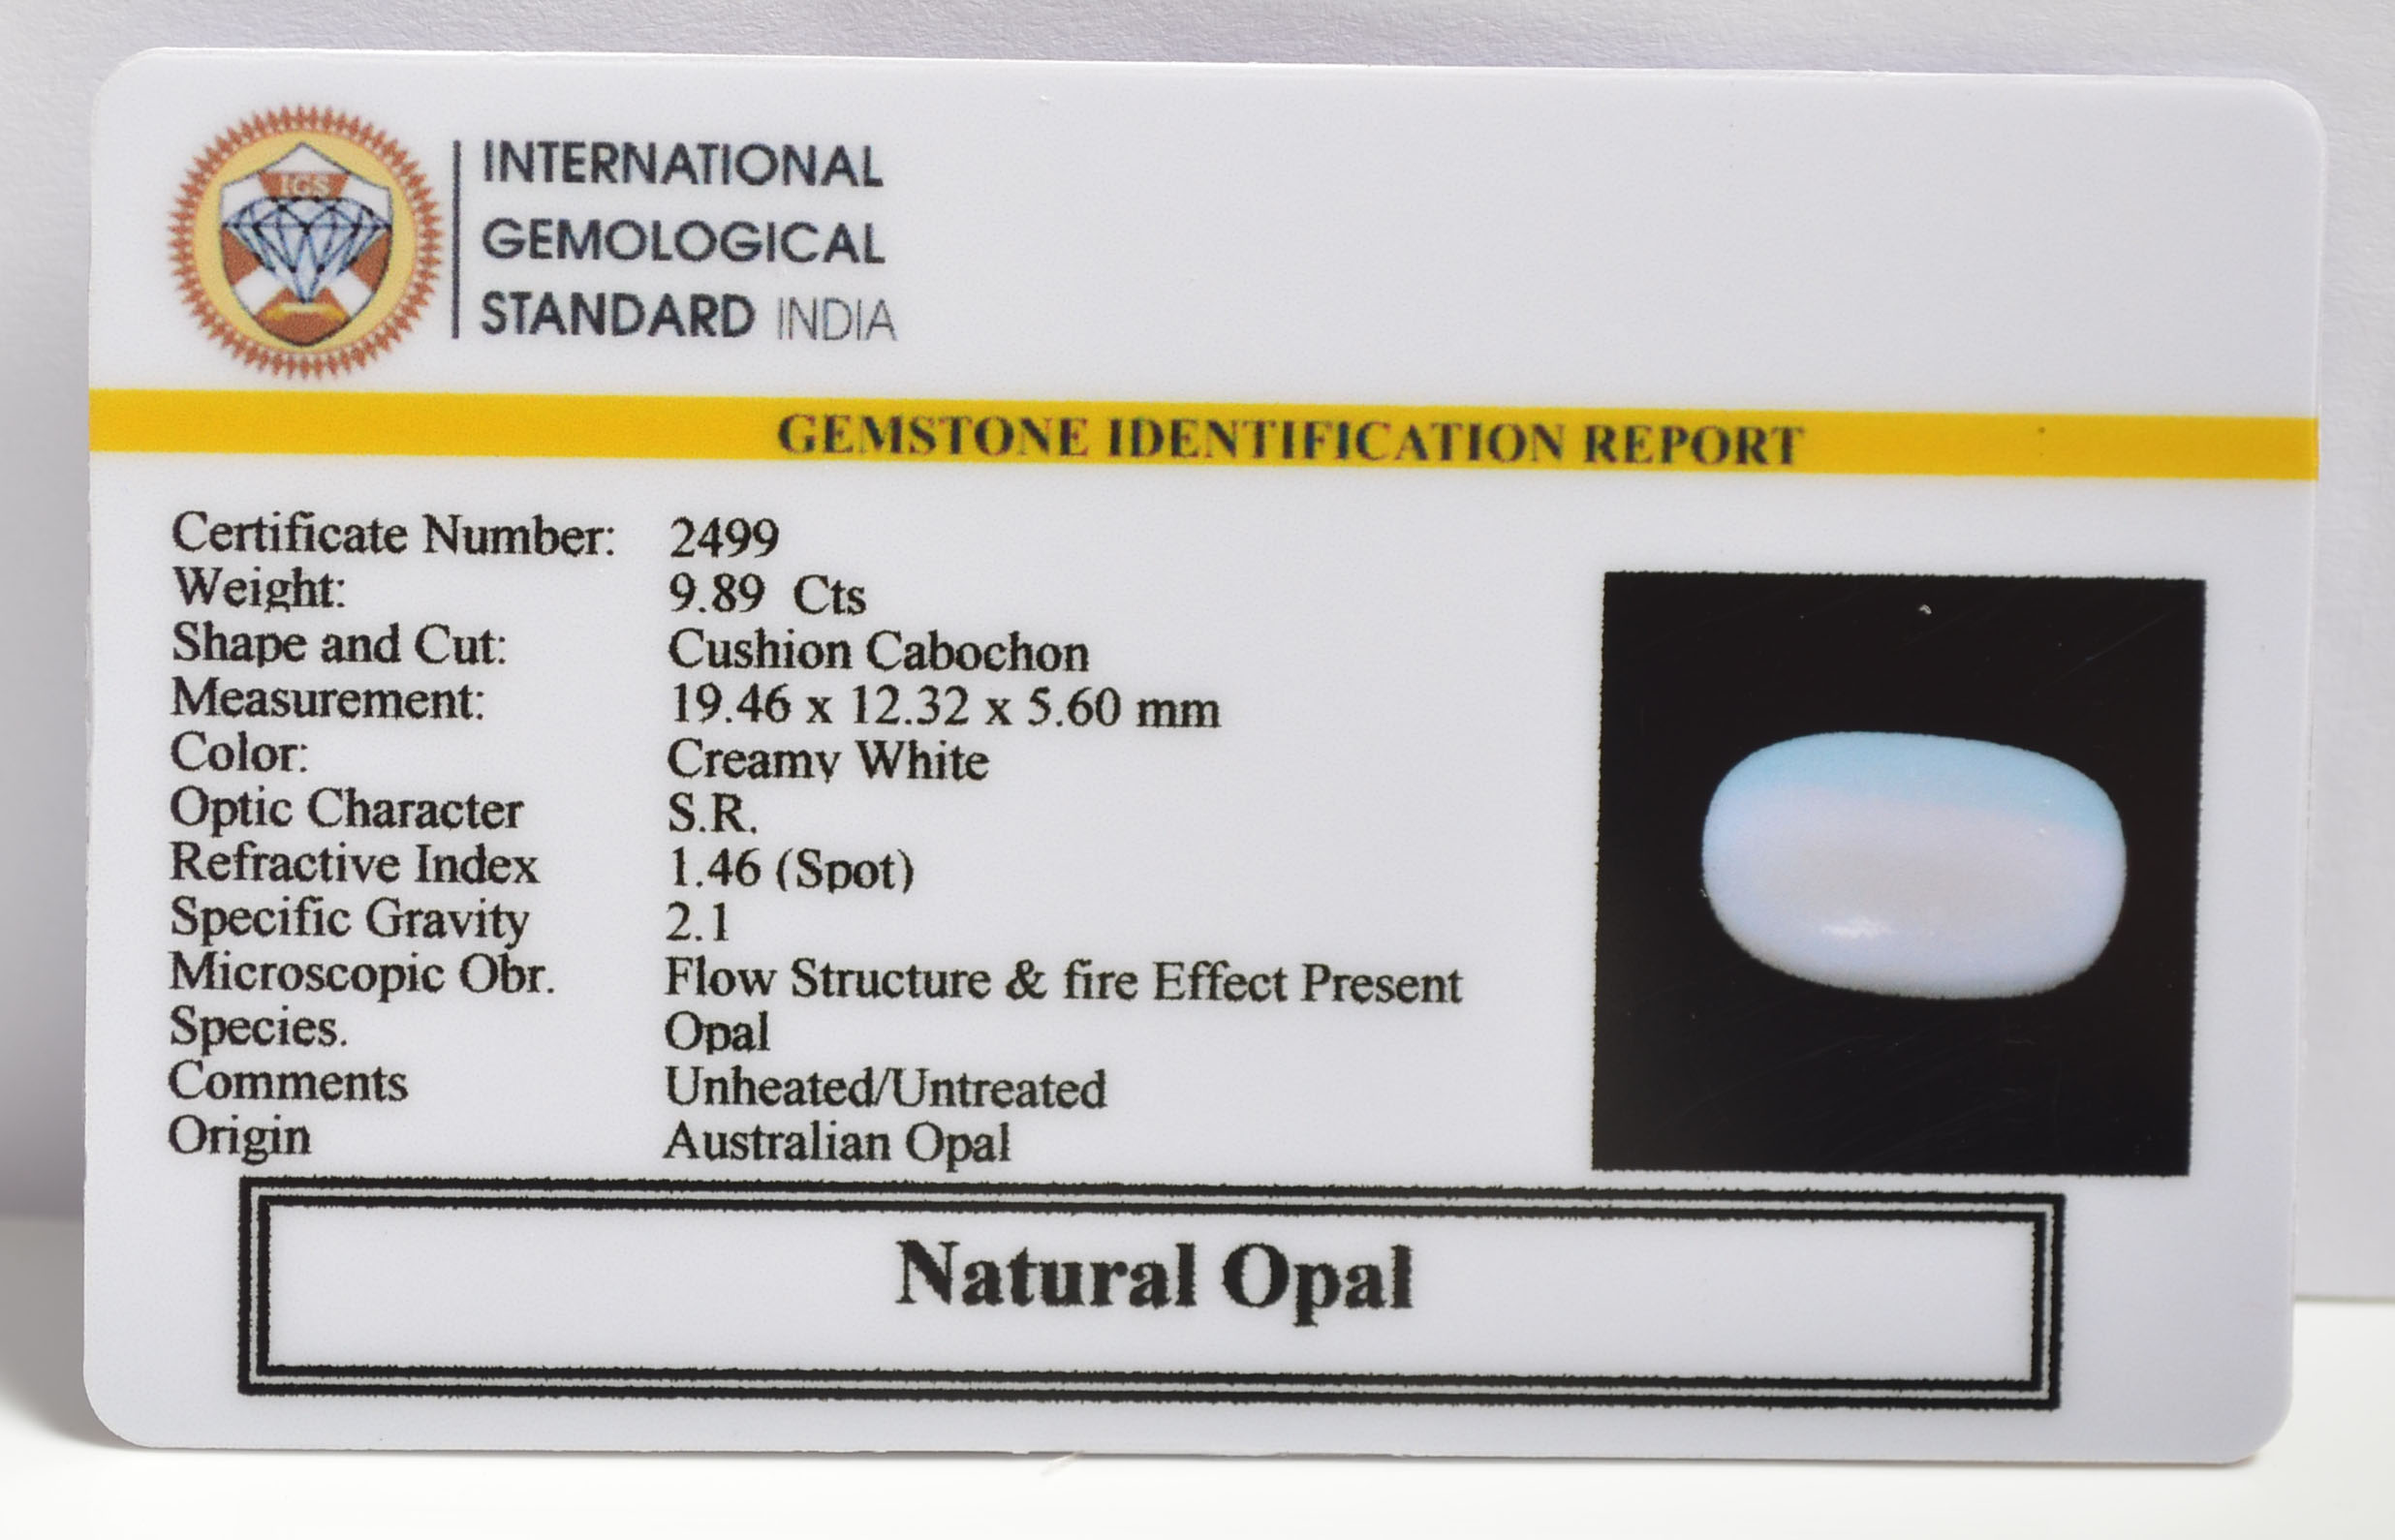 IGS
INTERNATIONAL
GEMOLOGICAL
STANDARD INDIA
GEMSTONE IDENTIFICATION REPORT
Certificate Number: 2499
Weight: 9.89 Cts
Shape and Cut: Cushion Cabochon
Measurement: 19.46 x 12.32 x 5.60 mm
Color: Creamy White
Optic Character S.R.
Refractive Index 1.46 (Spot)
Specific Gravity 2.1
Microscopic Obr. Flow Structure & fire Effect Present
Species. Opal
Comments Unheated/Untreated
Origin Australian Opal
Natural Opal